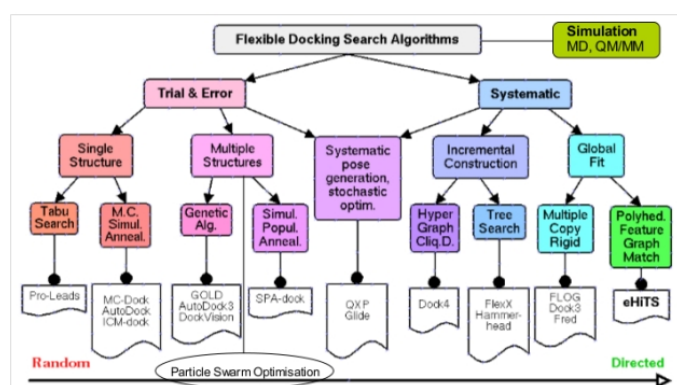 Flexible Docking Search Algorithms
Simulation
MD, QM/MM
Trial & Error
Systematic
Single
Structure
Multiple
Structures
Systematic
pose
generation,
stochastic
optim.
Incremental
Construction
Global
Fit
Tabu
Search
M.C.
Simul.
Anneal.
Genetic
Alg.
Simul.
Popul.
Anneal.
Hyper
Graph
Cliq.D.
Tree
Search
Multiple
Copy
Rigid
Polyhed.
Feature
Graph
Match
Pro-Leads
MC-Dock
AutoDock
ICM-dock
GOLD
AutoDock3
DockVision
SPA-dock
QXP
Glide
Dock4
FlexX
Hammer-
head
FLOG
Dock3
Fred
eHiTS
Random
Particle Swarm Optimisation
Directed